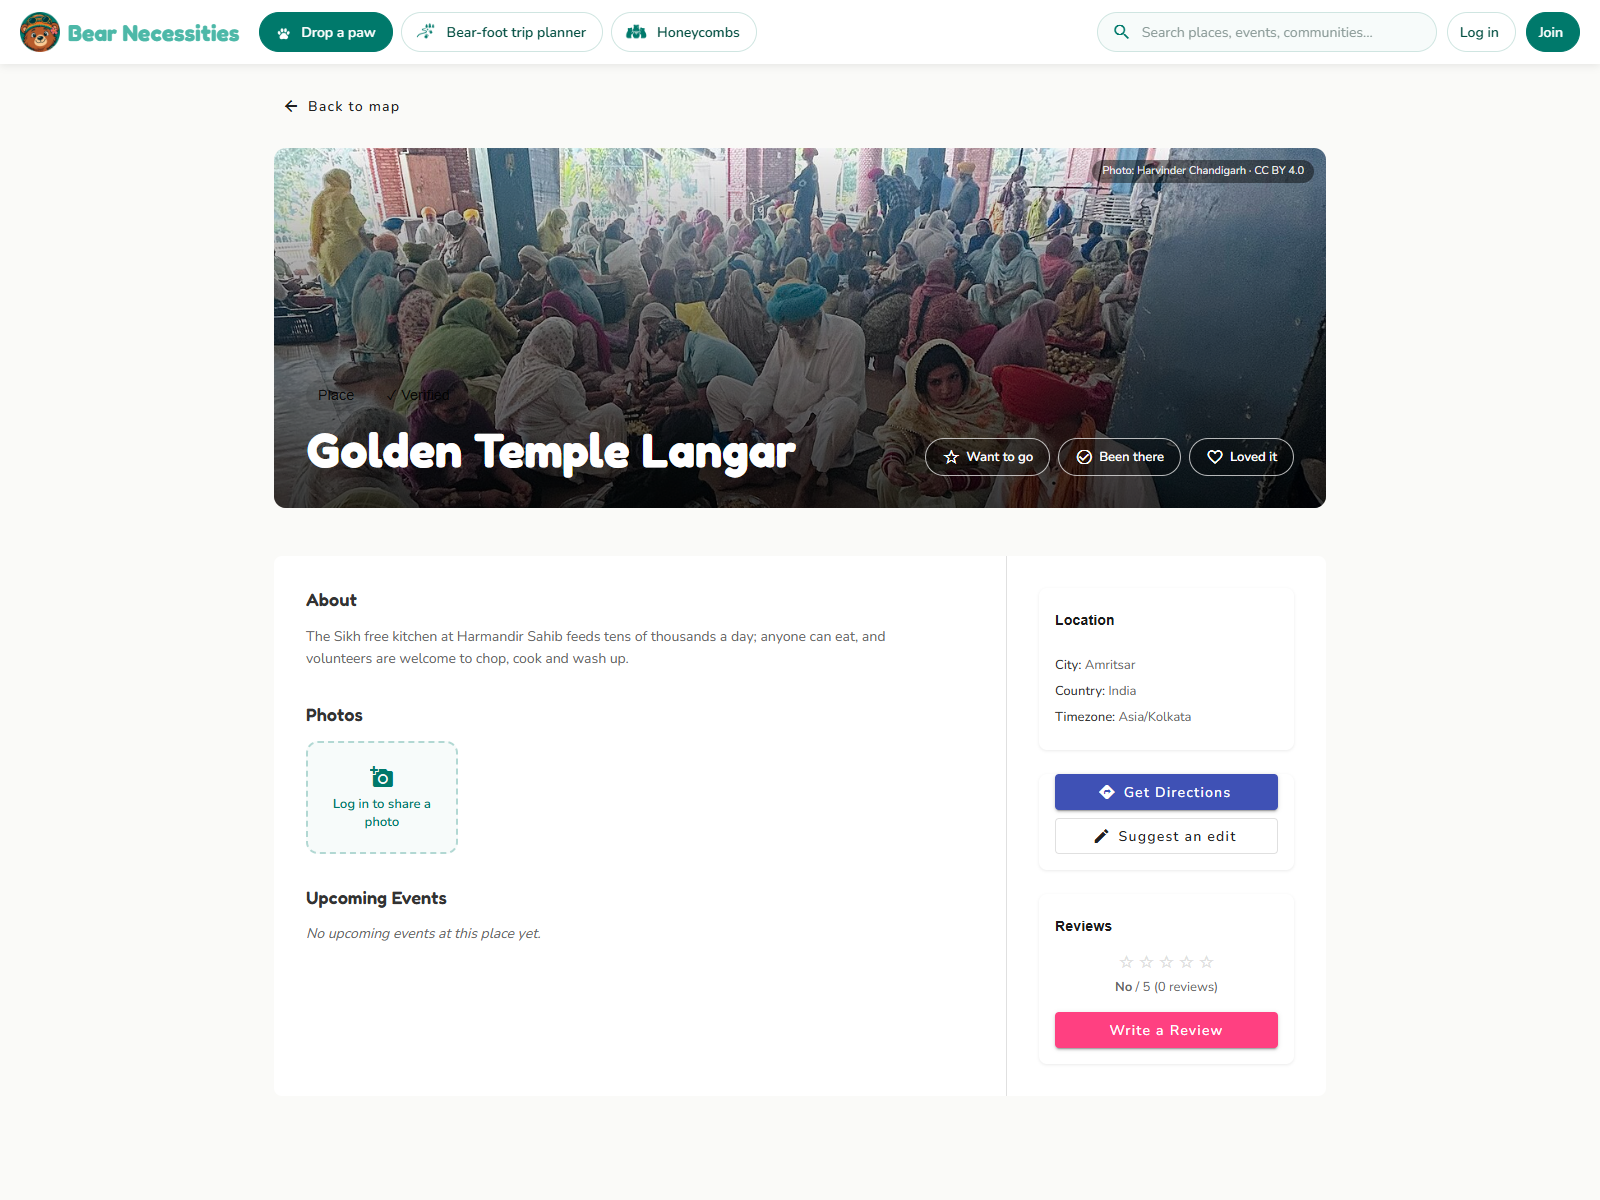 Bear Necessities
Drop a paw
Bear-foot trip planner
Honeycombs
Search places, events, communities...
Log in
Join
Back to map
Photo: Harvinder Chandigarh · CC BY 4.0
Place
✓ Verified
Golden Temple Langar
Want to go
Been there
Loved it
About
The Sikh free kitchen at Harmandir Sahib feeds tens of thousands a day; anyone can eat, and
volunteers are welcome to chop, cook and wash up.
Photos
Log in to share a
photo
Upcoming Events
No upcoming events at this place yet.
Location
City: Amritsar
Country: India
Timezone: Asia/Kolkata
Get Directions
Suggest an edit
Reviews
☆ ☆ ☆ ☆ ☆
No / 5 (0 reviews)
Write a Review